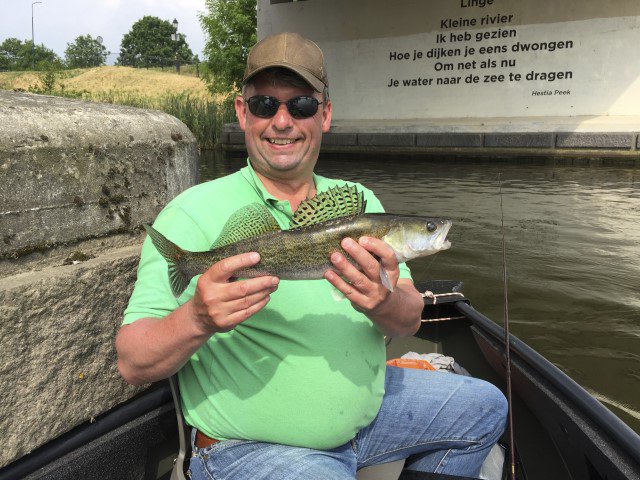 Linge
Kleine rivier
Ik heb gezien
Hoe je dijken je eens dwongen
Om net als nu
Je water naar de zee te dragen
Hestia Peek